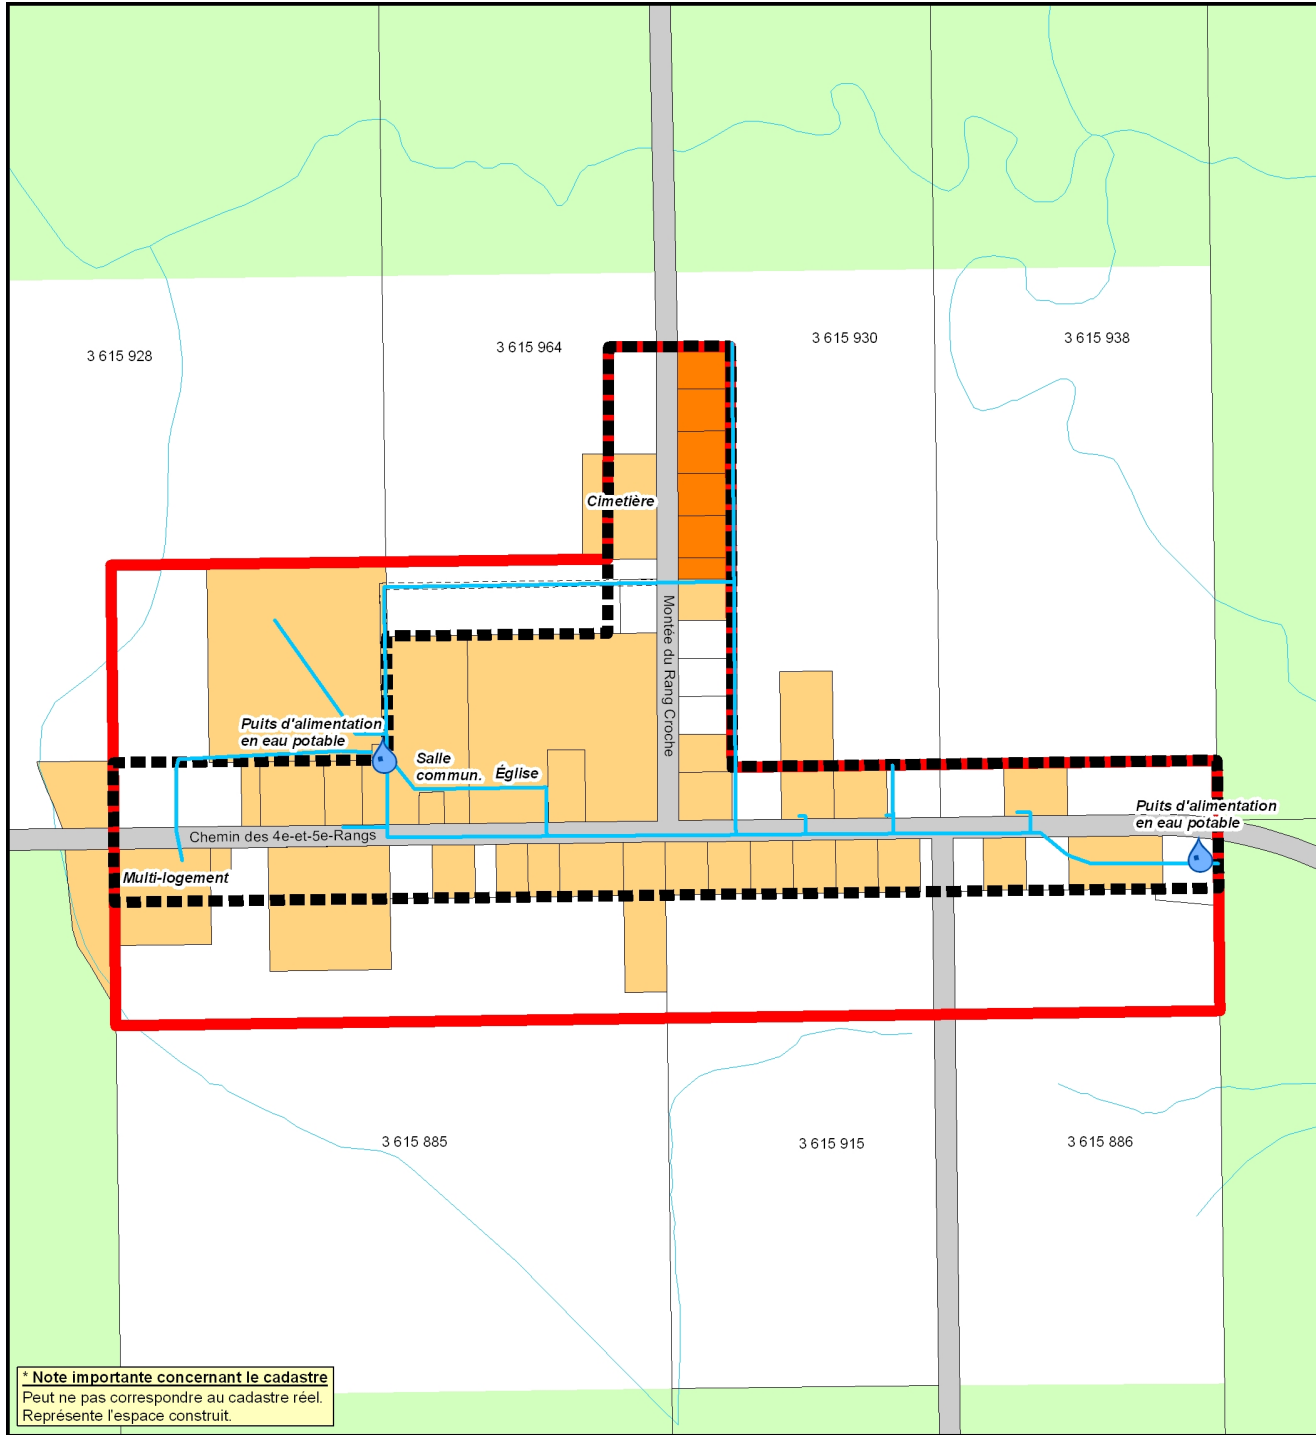 3 615 928
3 615 964
3 615 930
3 615 938
Cimetière
Montée du Rang Croche
Puits d'alimentation
en eau potable
Salle
commun.
Église
Puits d'alimentation
en eau potable
Chemin des 4e-et-5e-Rangs
Multi-logement
3 615 885
3 615 915
3 615 886
* Note importante concernant le cadastre
Peut ne pas correspondre au cadastre réel.
Représente l'espace construit.